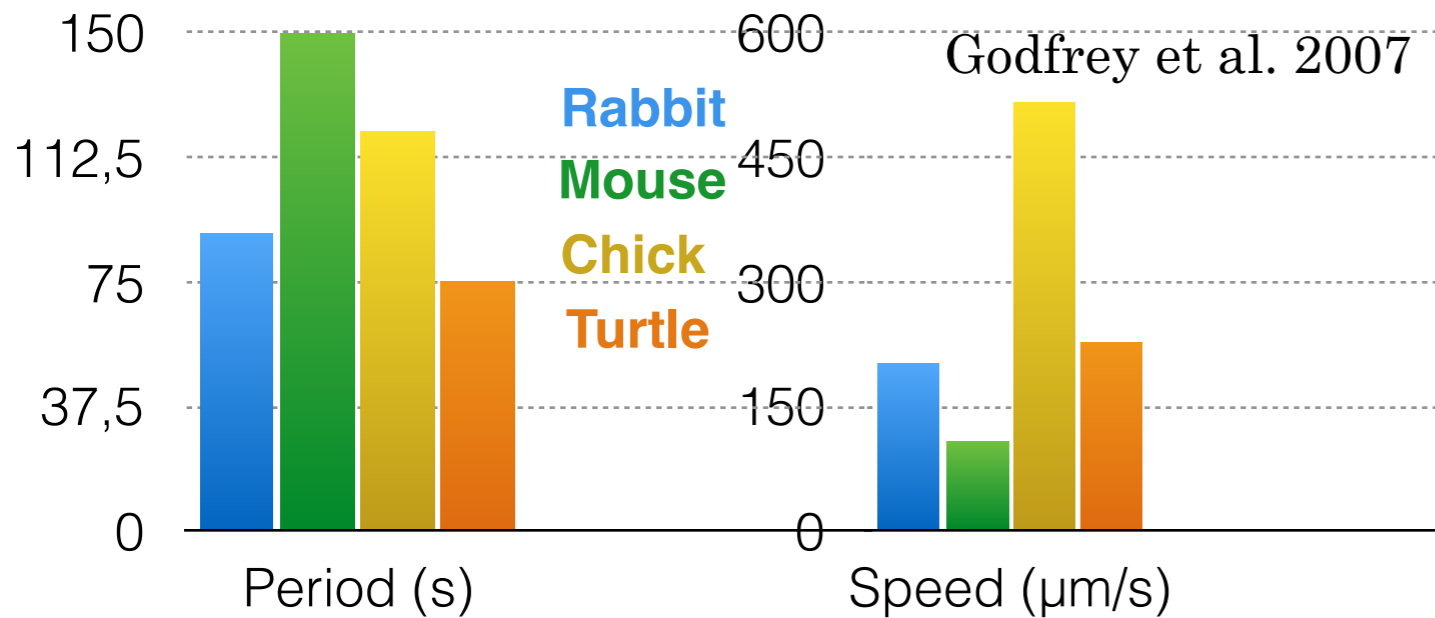 150
112,5
75
37,5
0
Period (s)
Rabbit
Mouse
Chick
Turtle
600
450
300
150
0
Godfrey et al. 2007
Speed (μm/s)